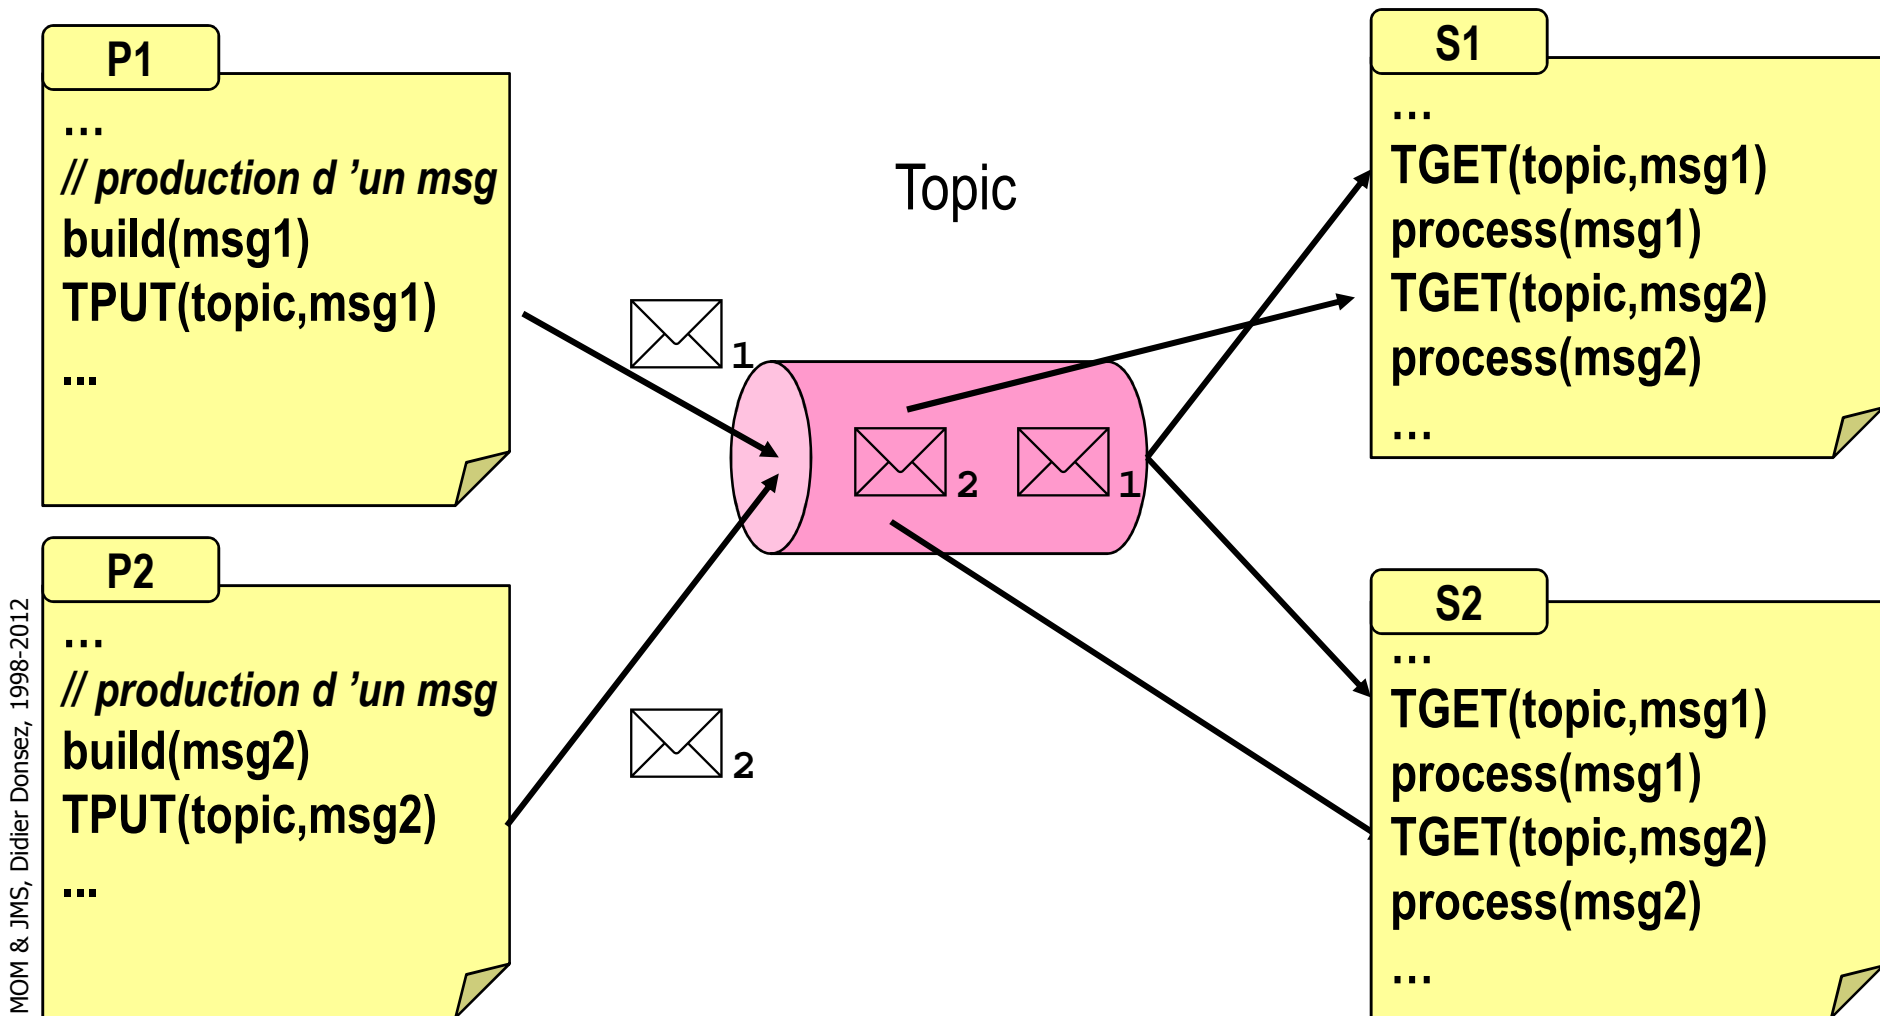 P1
…
// production d ’un msg
build(msg1)
TPUT(topic,msg1)
...
P2
…
// production d ’un msg
build(msg2)
TPUT(topic,msg2)
...
Topic
1
2
2
1
S1
…
TGET(topic,msg1)
process(msg1)
TGET(topic,msg2)
process(msg2)
…
S2
…
TGET(topic,msg1)
process(msg1)
TGET(topic,msg2)
process(msg2)
…
MOM & JMS, Didier Donsez, 1998-2012